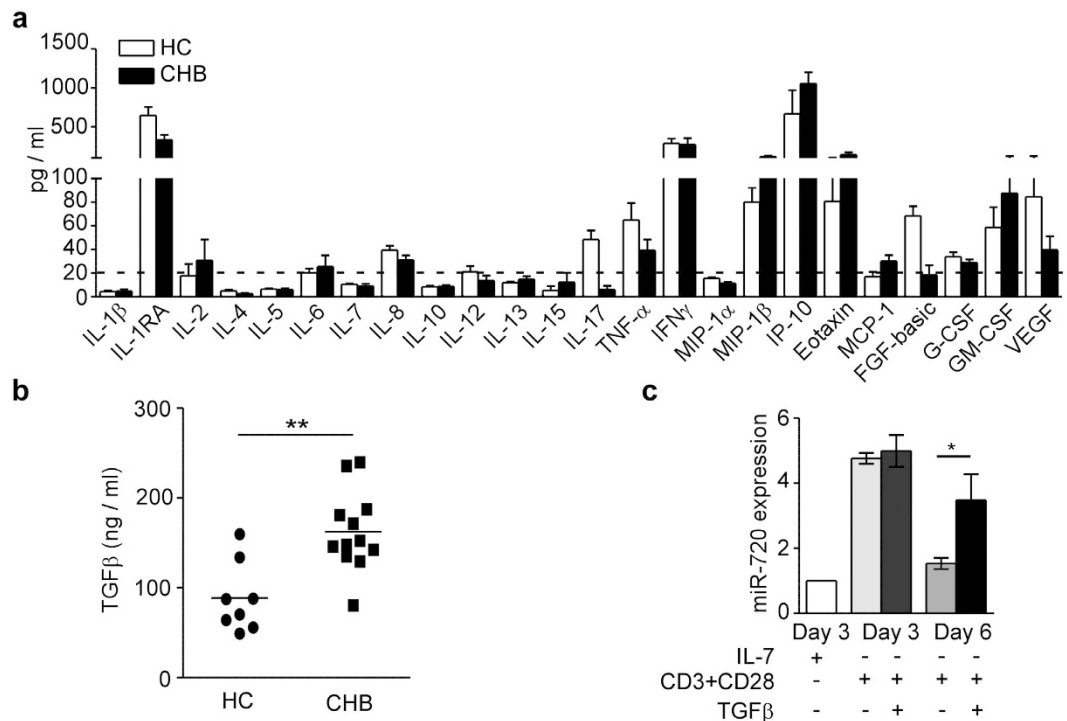 a
1500
1000
500
100
80
60
40
20
0
pg / ml
HC
CHB
IL-1β
IL-1RA
IL-2
IL-4
IL-5
IL-6
IL-7
IL-8
IL-10
IL-12
IL-13
IL-15
IL-17
TNF-α
IFNγ
MIP-1α
MIP-1β
IP-10
Eotaxin
MCP-1
FGF-basic
G-CSF
GM-CSF
VEGF
b
300
200
100
0
TGFβ (ng / ml)
**
HC CHB
c
6
4
2
0
miR-720 expression
*
Day 3 Day 3 Day 6
IL-7 + - - - -
CD3+CD28 - + + + +
TGFβ - - + - +